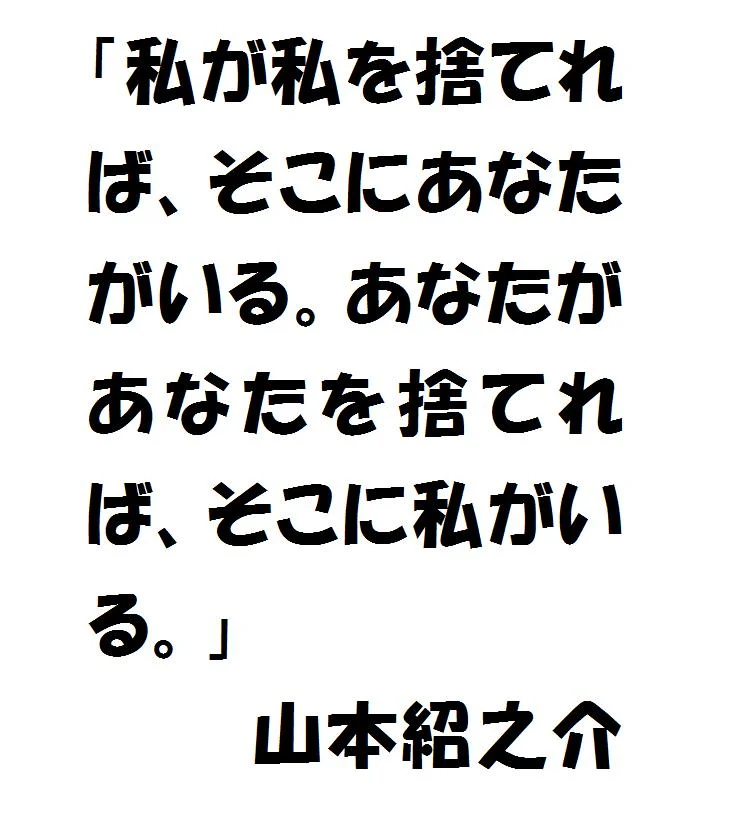 「私が私を捨てれ
ば、そこにあなた
がいる。あなたが
あなたを捨てれ
ば、そこに私がい
る。」
山本紹之介